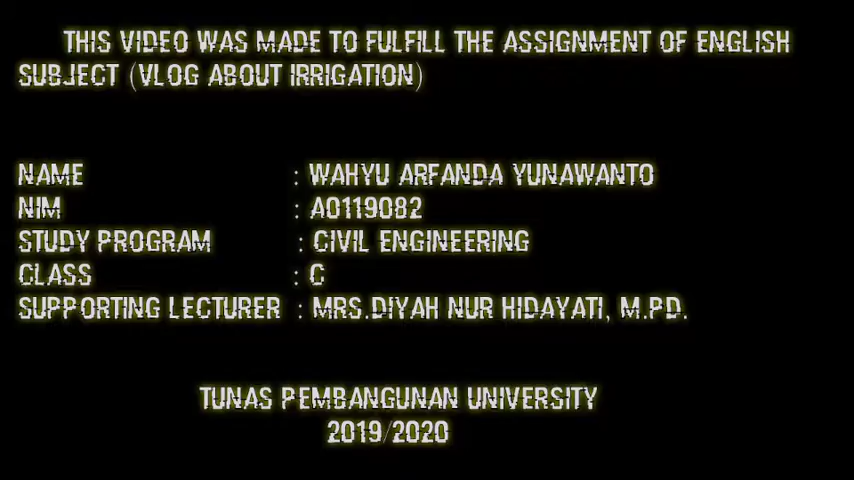 THIS VIDEO WAS MADE TO FULFILL THE ASSIGNMENT OF ENGLISH
SUBJECT (VLOG ABOUT IRRIGATION)
NAME : WAHYU ARFANDA YUNAWANTO
NIM : A0119082
STUDY PROGRAM : CIVIL ENGINEERING
CLASS : C
SUPPORTING LECTURER : MRS.DIYAH NUR HIDAYATI, M.PD.
TUNAS PEMBANGUNAN UNIVERSITY
2019/2020